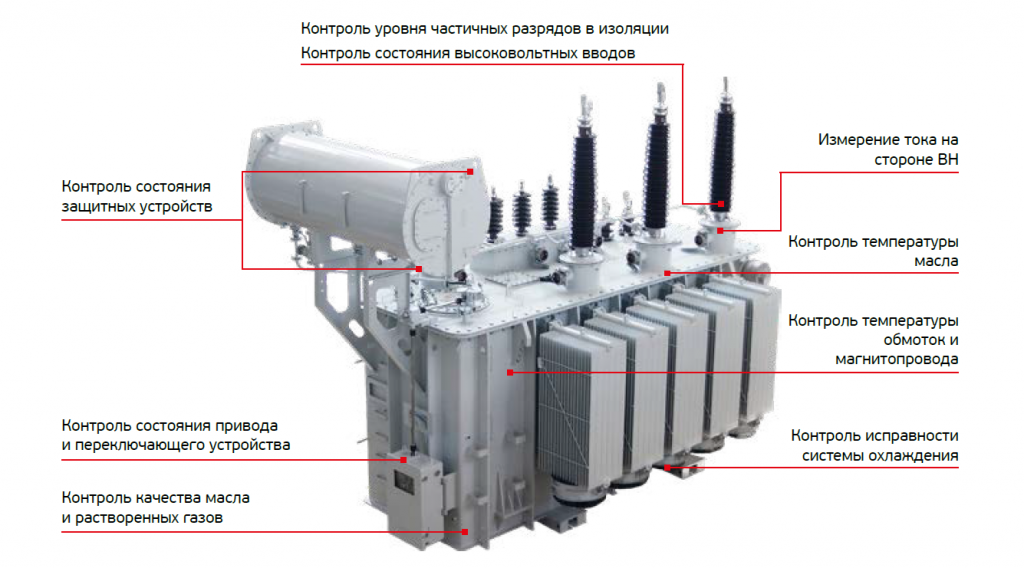 Контроль уровня частичных разрядов в изоляции
Контроль состояния высоковольтных вводов
Измерение тока на
стороне ВН
Контроль состояния
защитных устройств
Контроль температуры
масла
Контроль температуры
обмоток и
магнитопровода
Контроль состояния привода
и переключающего устройства
Контроль исправности
системы охлаждения
Контроль качества масла
и растворенных газов